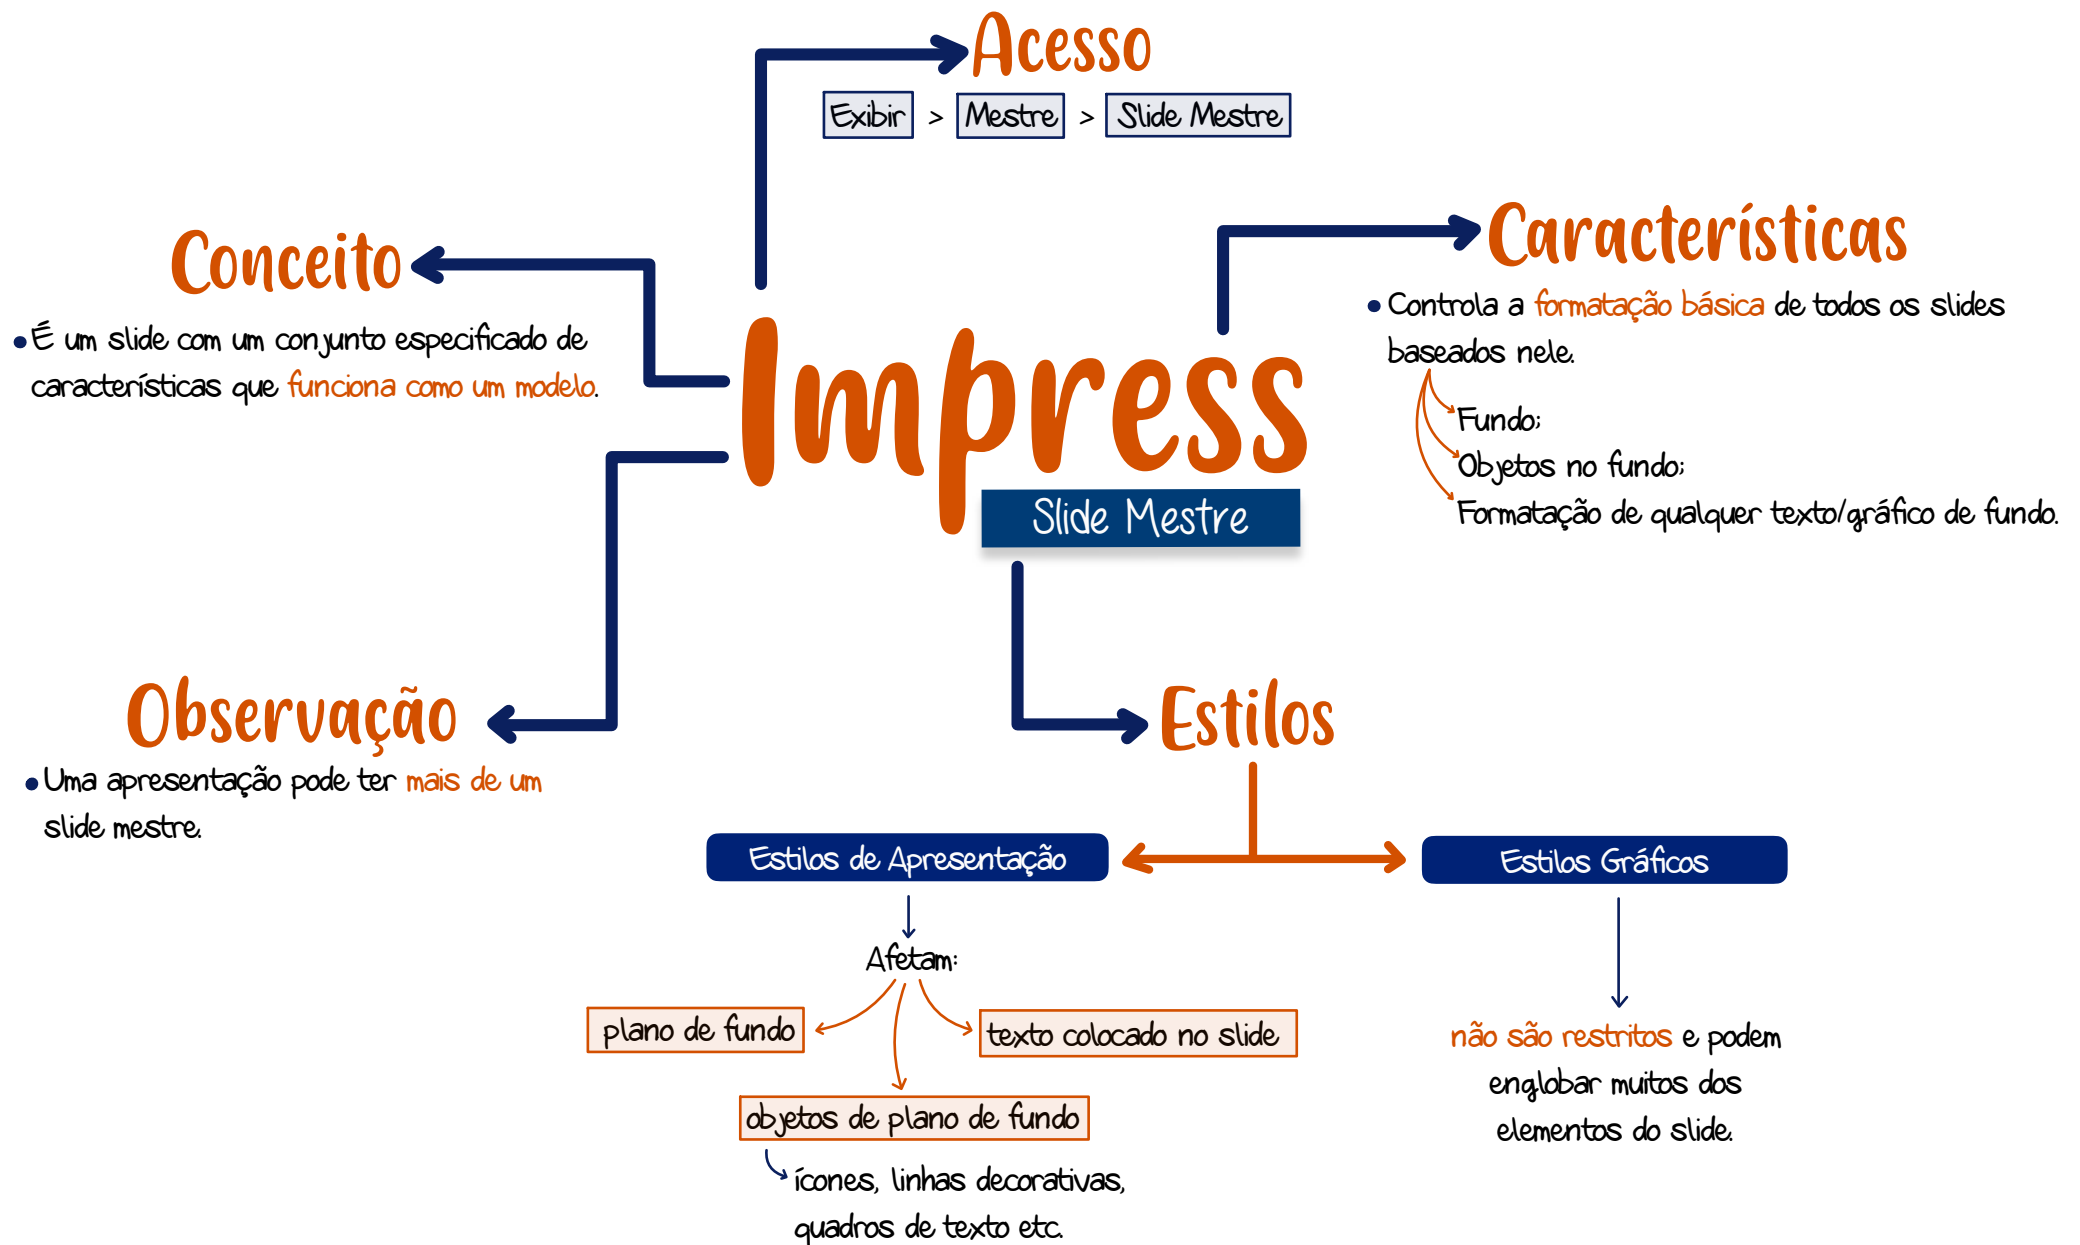 Acesso
Exibir > Mestre > Slide Mestre
Conceito
• É um slide com um conjunto especificado de
características que funciona como um modelo.
Características
• Controla a formatação básica de todos os slides
baseados nele.
Fundo;
Objetos no fundo;
Formatação de qualquer texto/gráfico de fundo.
Impress
Slide Mestre
Observação
• Uma apresentação pode ter mais de um
slide mestre.
Estilos
Estilos de Apresentação
Afetam:
plano de fundo
texto colocado no slide
objetos de plano de fundo
ícones, linhas decorativas,
quadros de texto etc.
Estilos Gráficos
não são restritos e podem
englobar muitos dos
elementos do slide.